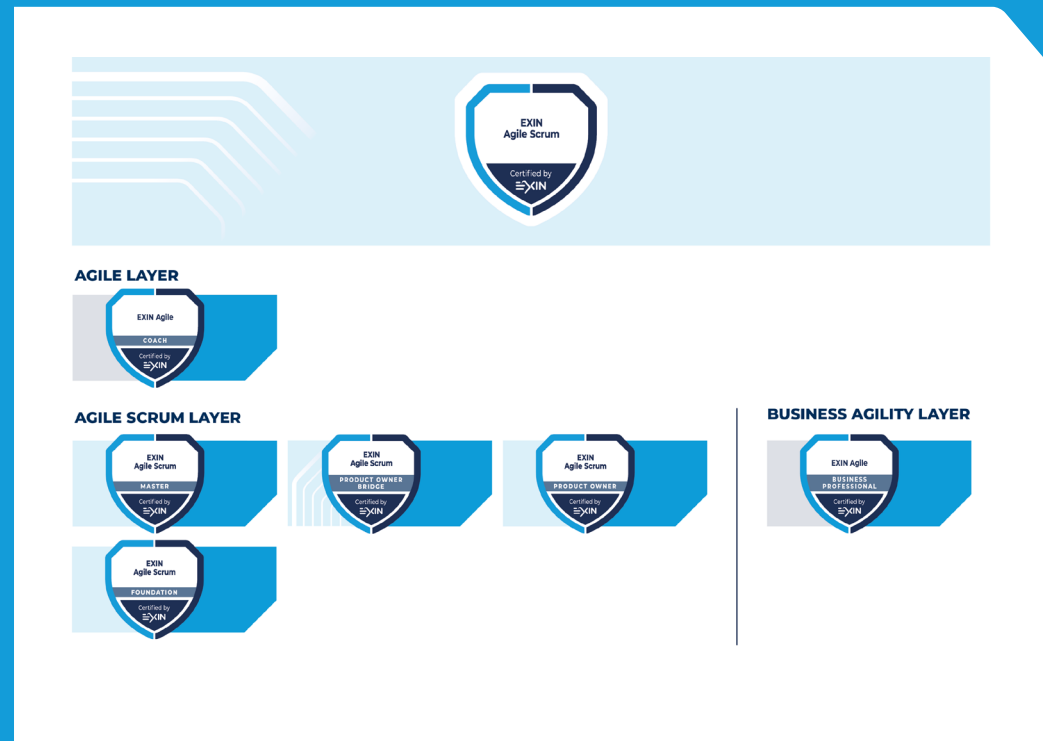 EXIN
Agile Scrum
Certified by
EXIN
AGILE LAYER
EXIN Agile
COACH
Certified by
EXIN
AGILE SCRUM LAYER
EXIN
Agile Scrum
MASTER
Certified by
EXIN
EXIN
Agile Scrum
PRODUCT OWNER
BRIDGE
Certified by
EXIN
EXIN
Agile Scrum
PRODUCT OWNER
Certified by
EXIN
EXIN
Agile Scrum
FOUNDATION
Certified by
EXIN
BUSINESS AGILITY LAYER
EXIN Agile
BUSINESS
PROFESSIONAL
Certified by
EXIN